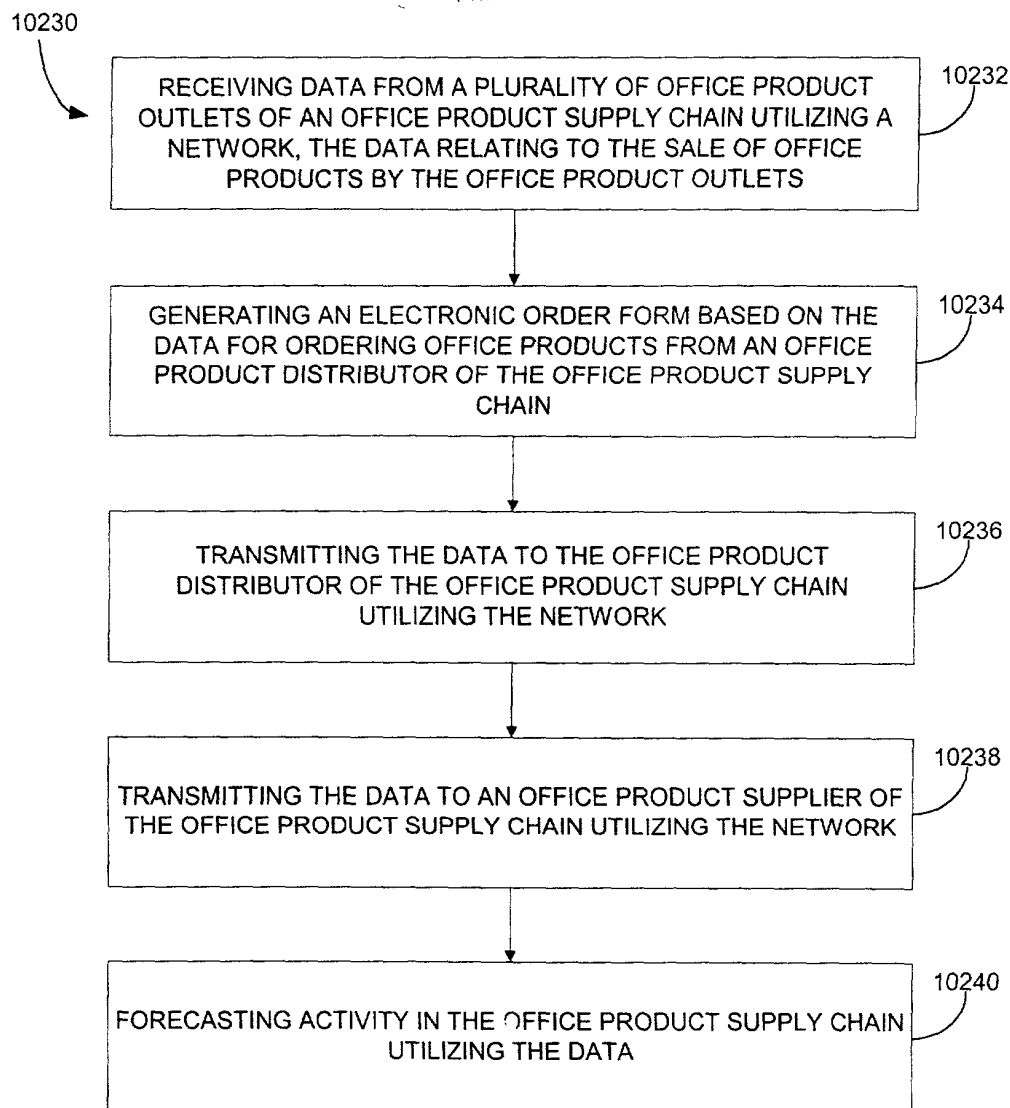 10230
RECEIVING DATA FROM A PLURALITY OF OFFICE PRODUCT
OUTLETS OF AN OFFICE PRODUCT SUPPLY CHAIN UTILIZING A
NETWORK, THE DATA RELATING TO THE SALE OF OFFICE
PRODUCTS BY THE OFFICE PRODUCT OUTLETS
10232
GENERATING AN ELECTRONIC ORDER FORM BASED ON THE
DATA FOR ORDERING OFFICE PRODUCTS FROM AN OFFICE
PRODUCT DISTRIBUTOR OF THE OFFICE PRODUCT SUPPLY
CHAIN
10234
TRANSMITTING THE DATA TO THE OFFICE PRODUCT
DISTRIBUTOR OF THE OFFICE PRODUCT SUPPLY CHAIN
UTILIZING THE NETWORK
10236
TRANSMITTING THE DATA TO AN OFFICE PRODUCT SUPPLIER OF
THE OFFICE PRODUCT SUPPLY CHAIN UTILIZING THE NETWORK
10238
FORECASTING ACTIVITY IN THE OFFICE PRODUCT SUPPLY CHAIN
UTILIZING THE DATA
10240